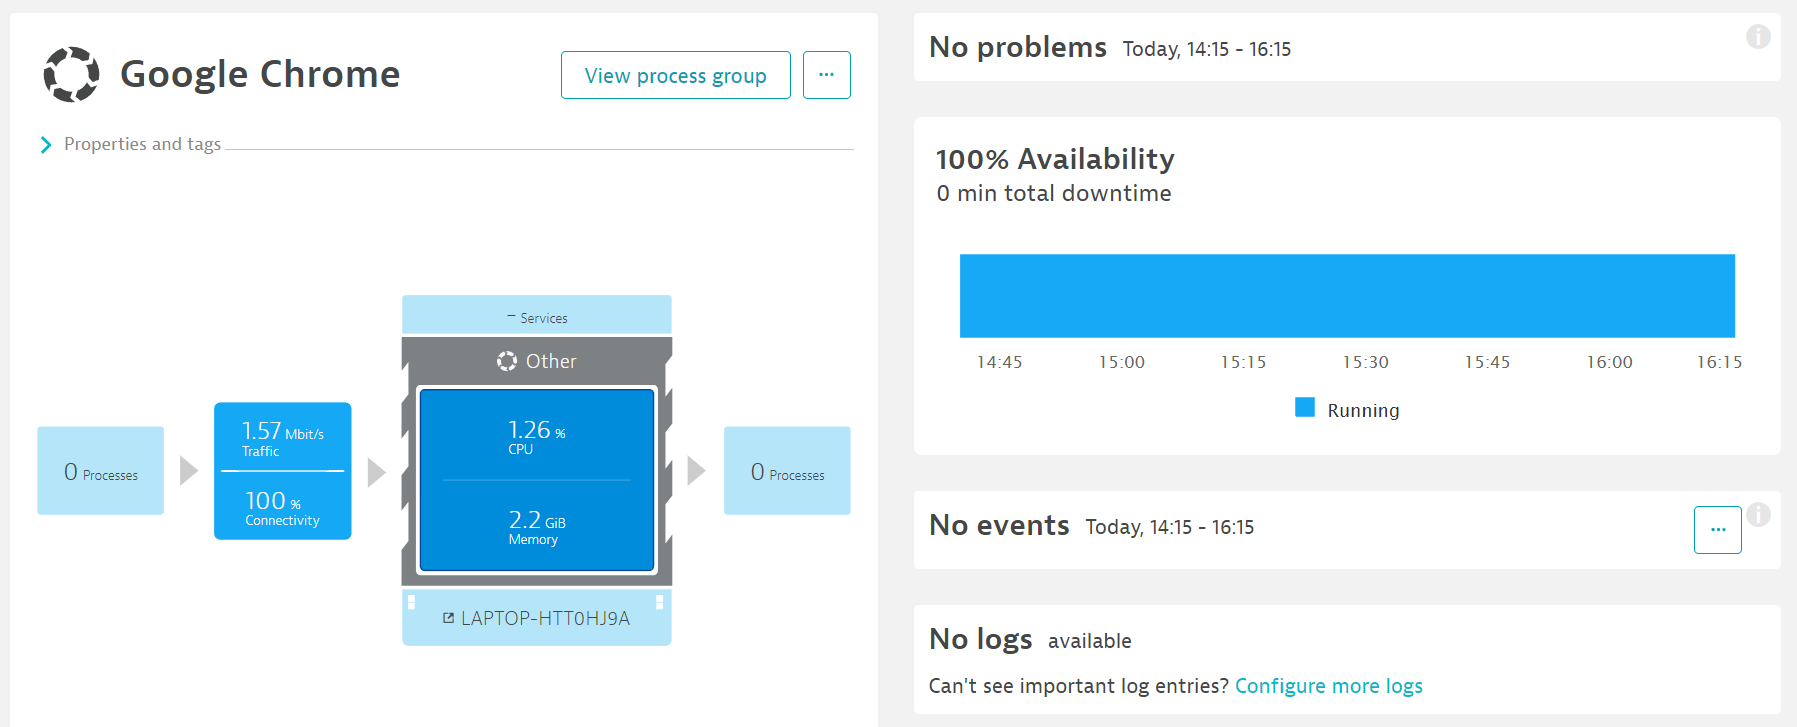 Google Chrome
View process group
...
Properties and tags
– Services
Other
0 Processes
1.57 Mbit/s
Traffic
100 %
Connectivity
1.26 %
CPU
2.2 GiB
Memory
0 Processes
LAPTOP-HTT0HJ9A
No problems Today, 14:15 - 16:15
i
100% Availability
0 min total downtime
14:45 15:00 15:15 15:30 15:45 16:00 16:15
Running
No events Today, 14:15 - 16:15
...
i
No logs available
Can't see important log entries? Configure more logs